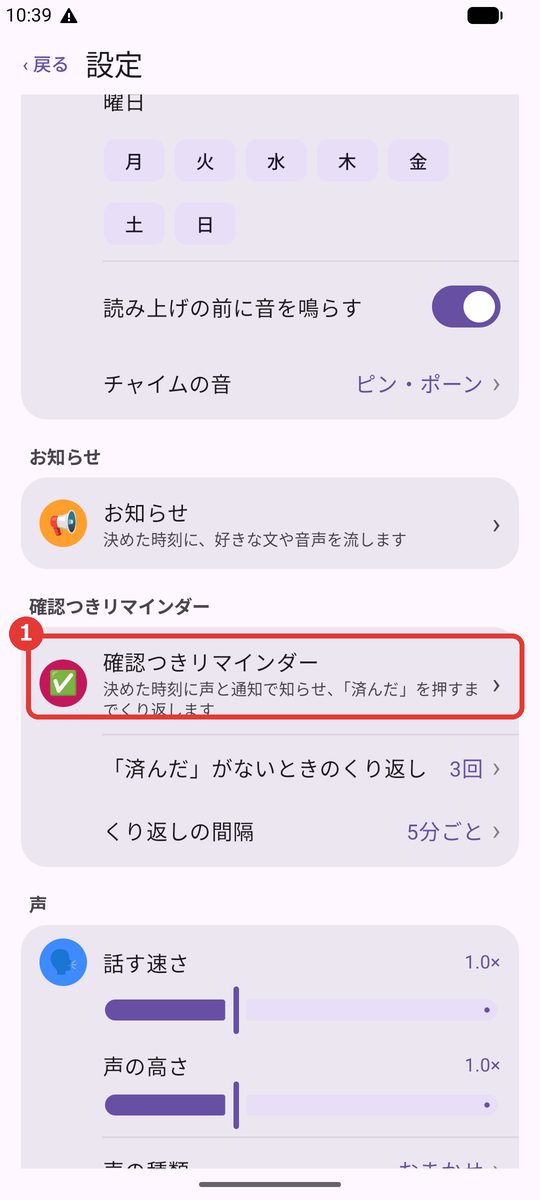 10:39
‹ 戻る 設定
曜日
月 火 水 木 金
土 日
読み上げの前に音を鳴らす
チャイムの音 ピン・ポーン ›
お知らせ
お知らせ
決めた時刻に、好きな文や音声を流します ›
確認つきリマインダー
1
確認つきリマインダー
決めた時刻に声と通知で知らせ、「済んだ」を押すま ›
でくり返します
「済んだ」がないときのくり返し 3回 ›
くり返しの間隔 5分ごと ›
声
話す速さ 1.0×
声の高さ 1.0×
声の種類 おまかせ ›